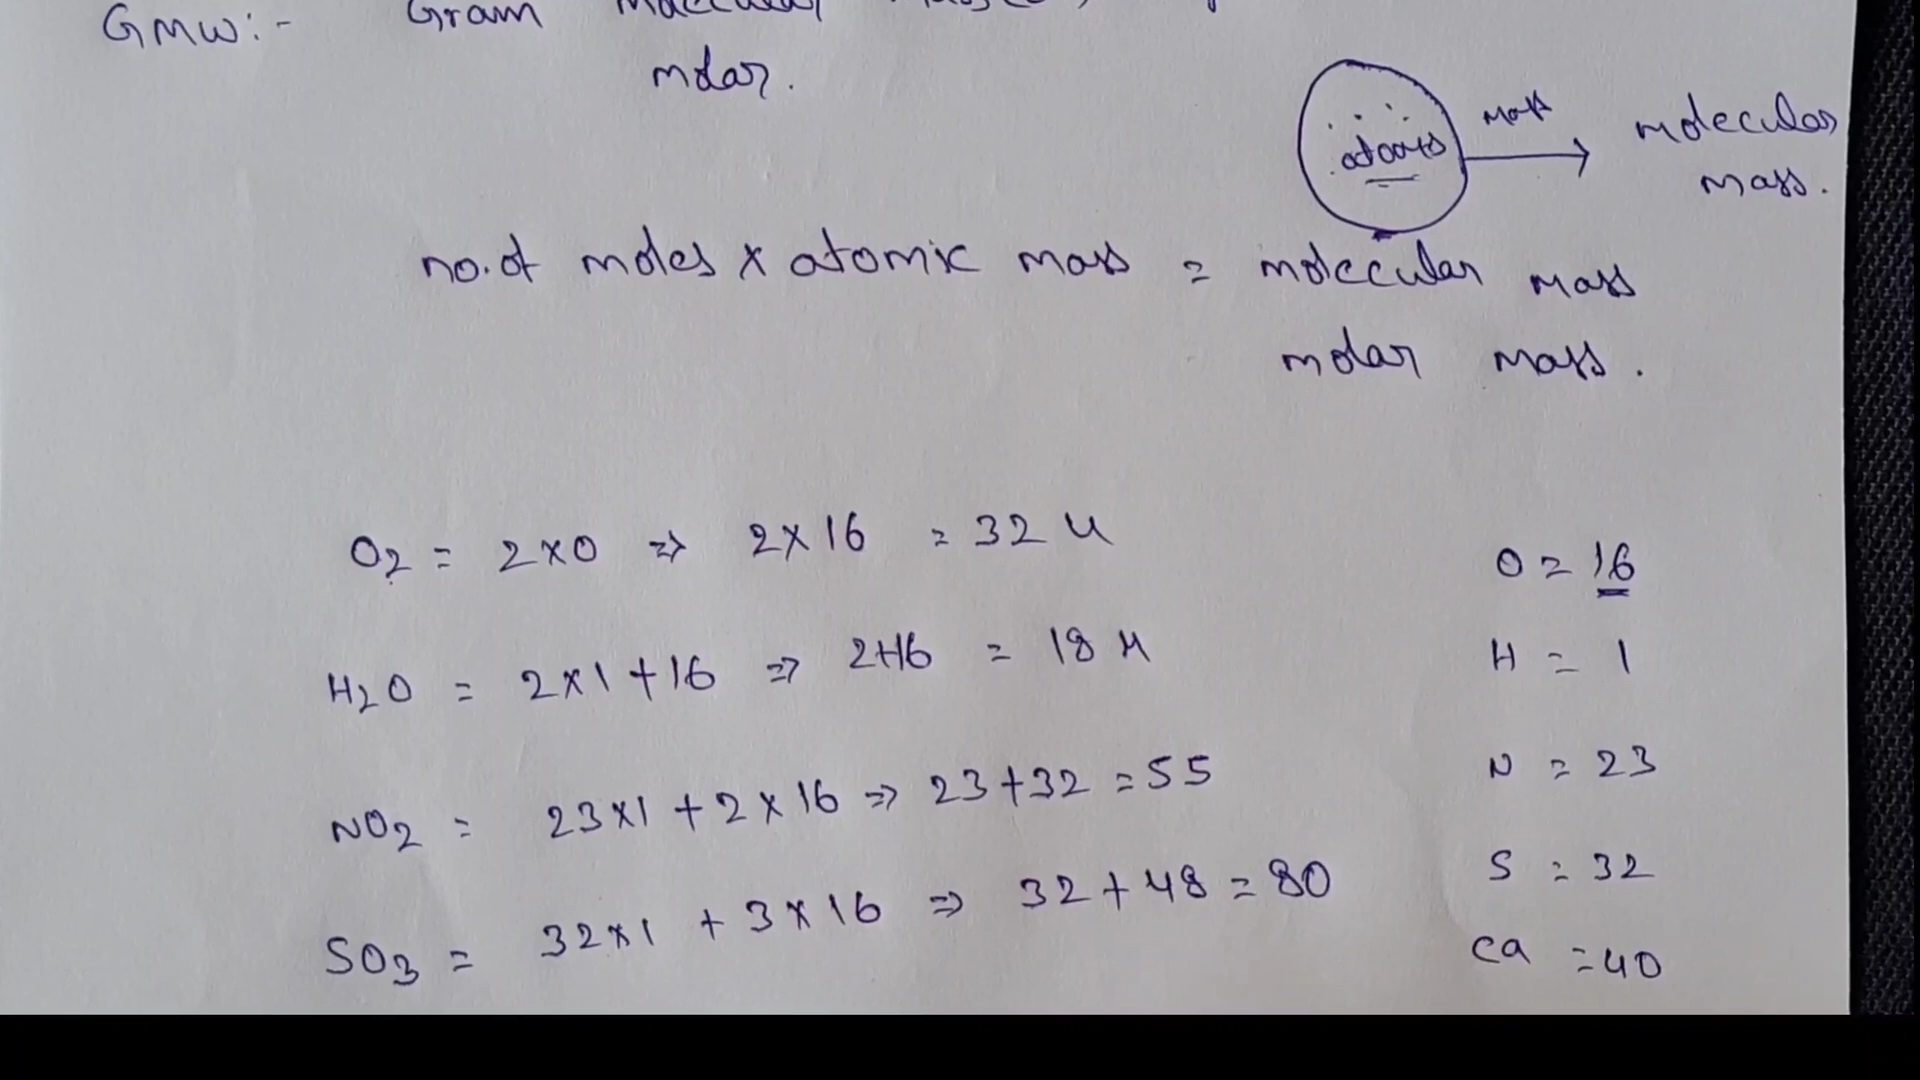 GMW:- Gram
molar.
atoms mass molecular
mass.
no. of moles x atomic mass = molecular mass
molar mass.
O2 = 2xO => 2x16 = 32 u
O = 16
H2O = 2x1+16 => 2+16 = 18 u
H = 1
NO2 = 23x1+2x16 => 23+32 = 55
N = 23
SO3 = 32x1 + 3x16 => 32+48 = 80
S = 32
Ca = 40